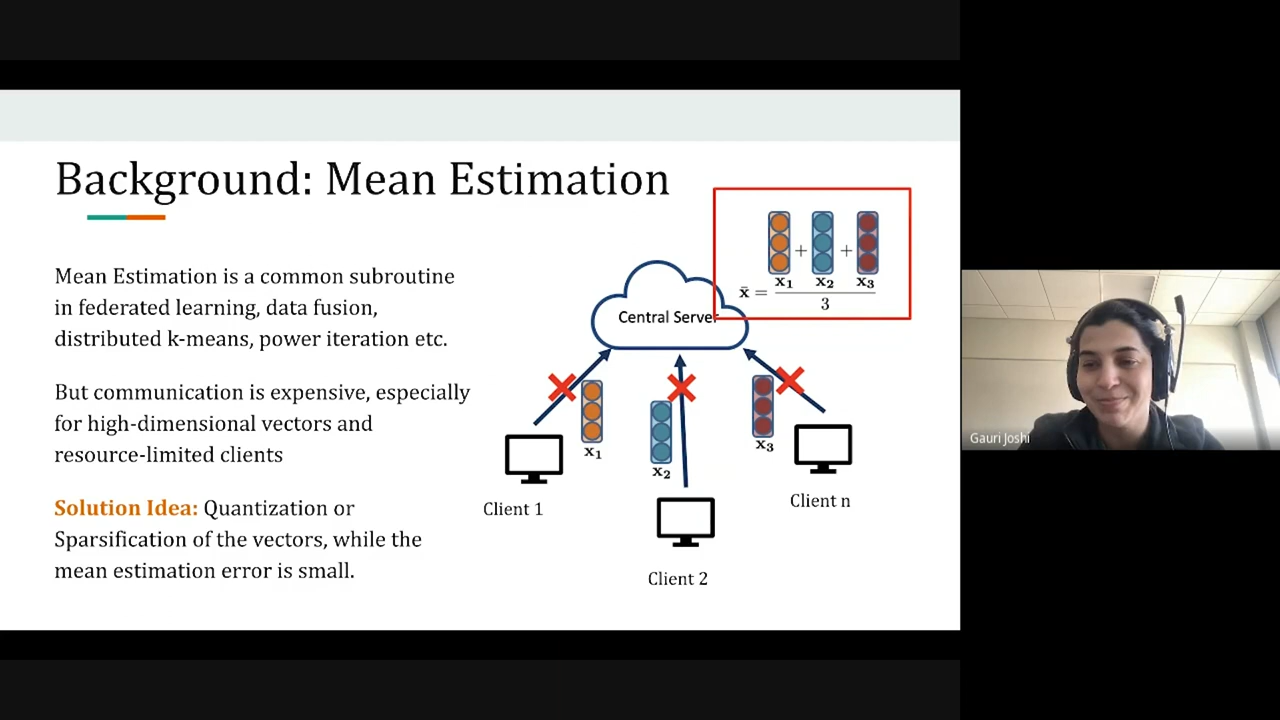 Background: Mean Estimation
Mean Estimation is a common subroutine
in federated learning, data fusion,
distributed k-means, power iteration etc.
But communication is expensive, especially
for high-dimensional vectors and
resource-limited clients
Solution Idea: Quantization or
Sparsification of the vectors, while the
mean estimation error is small.
+ +
x₁ x₂ x₃
x̄ =
3
Central Server
x₁
x₂
x₃
Client 1
Client 2
Client n
Gauri Joshi